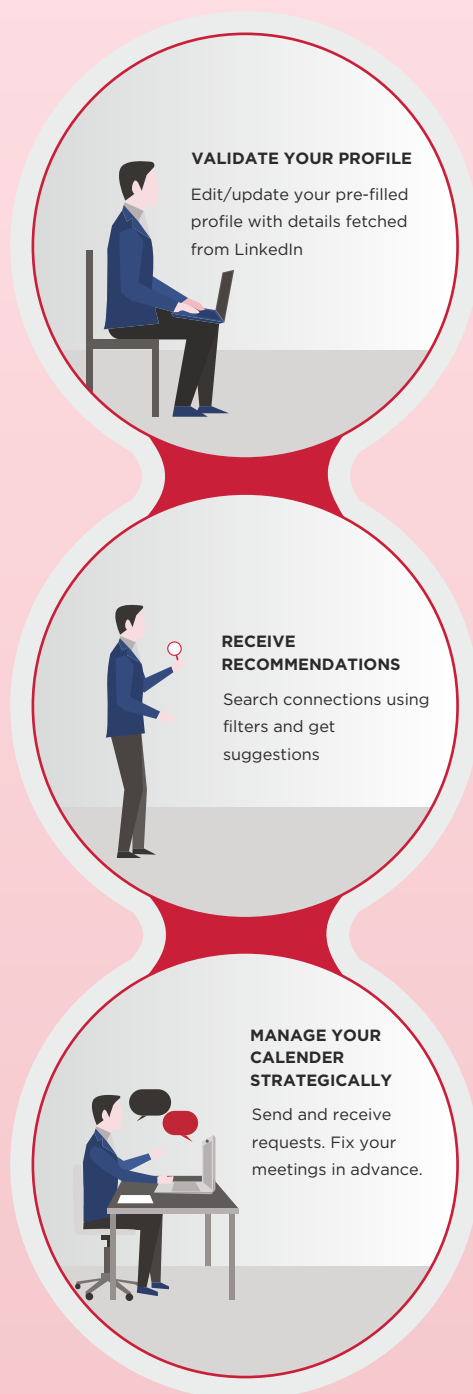 VALIDATE YOUR PROFILE
Edit/update your pre-filled
profile with details fetched
from LinkedIn
RECEIVE
RECOMMENDATIONS
Search connections using
filters and get
suggestions
MANAGE YOUR
CALENDER
STRATEGICALLY
Send and receive
requests. Fix your
meetings in advance.